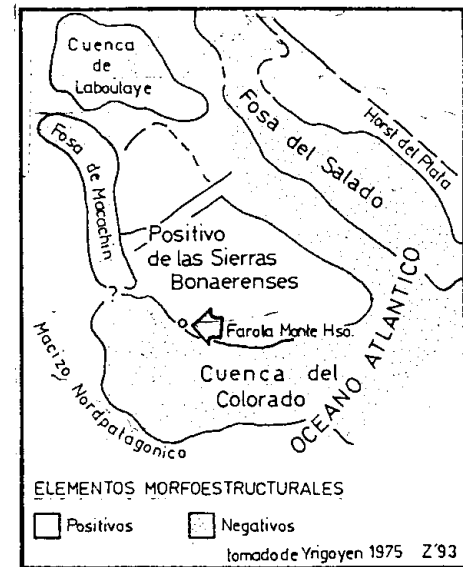 Cuenca
de
Laboulaye
Fosa de Macachin
Fosa del Salado
Horst del Plata
Positivo
de las Sierras
Bonaerenses
?
Farolia Monte Hso.
Cuenca del
Colorado
OCEANO ATLANTICO
Macizo Nordpatagonico
ELEMENTOS MORFOESTRUCTURALES
Positivos
Negativos
tomado de Yrigoyen 1975 Z'93